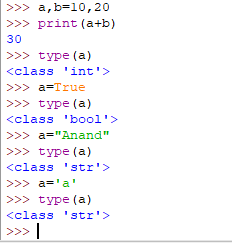 >>> a,b=10,20
>>> print(a+b)
30
>>> type(a)
<class 'int'>
>>> a=True
>>> type(a)
<class 'bool'>
>>> a="Anand"
>>> type(a)
<class 'str'>
>>> a='a'
>>> type(a)
<class 'str'>
>>>